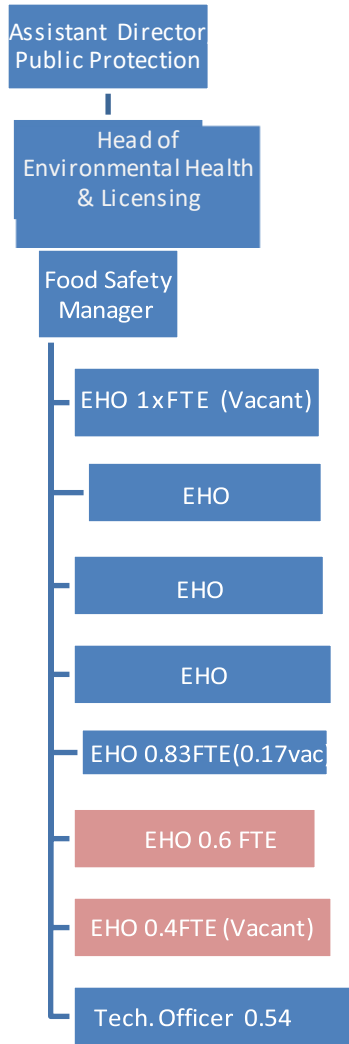 Assistant Director
Public Protection
Head of
Environmental Health
& Licensing
Food Safety
Manager
EHO 1xFTE (Vacant)
EHO
EHO
EHO
EHO 0.83FTE(0.17vac
EHO 0.6 FTE
EHO 0.4FTE (Vacant)
Tech. Officer 0.54